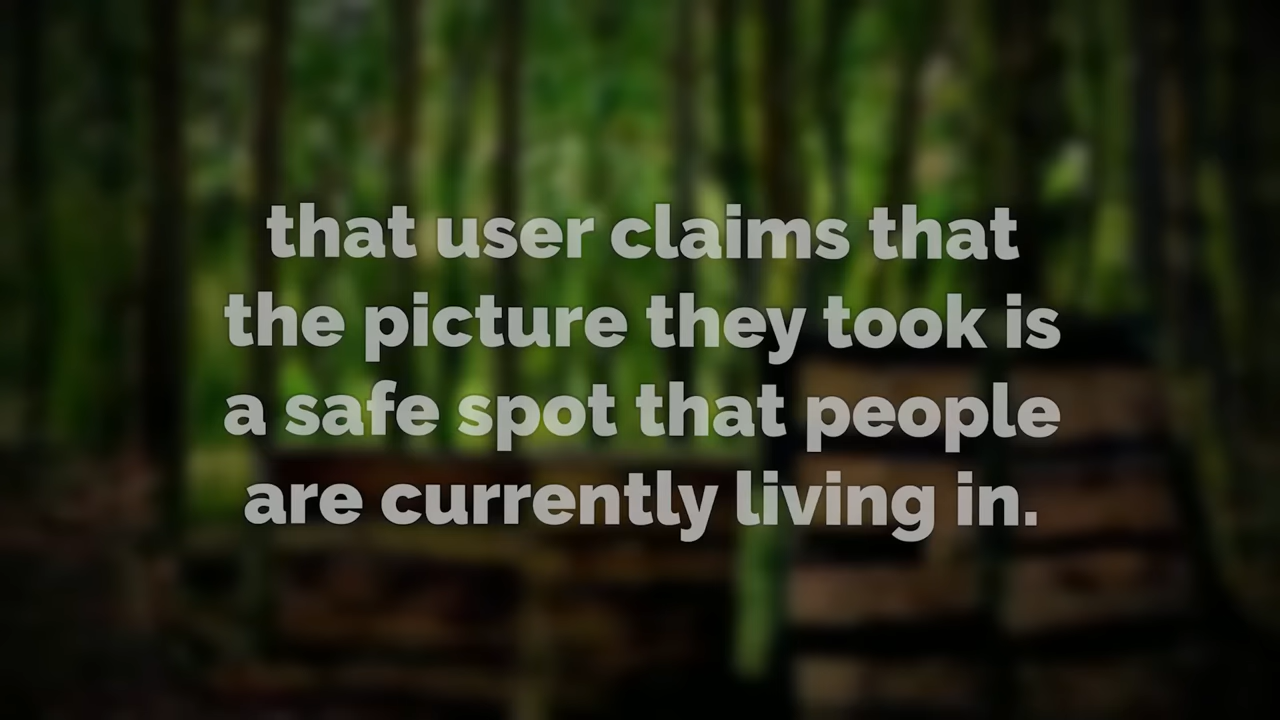 that user claims that
the picture they took is
a safe spot that people
are currently living in.